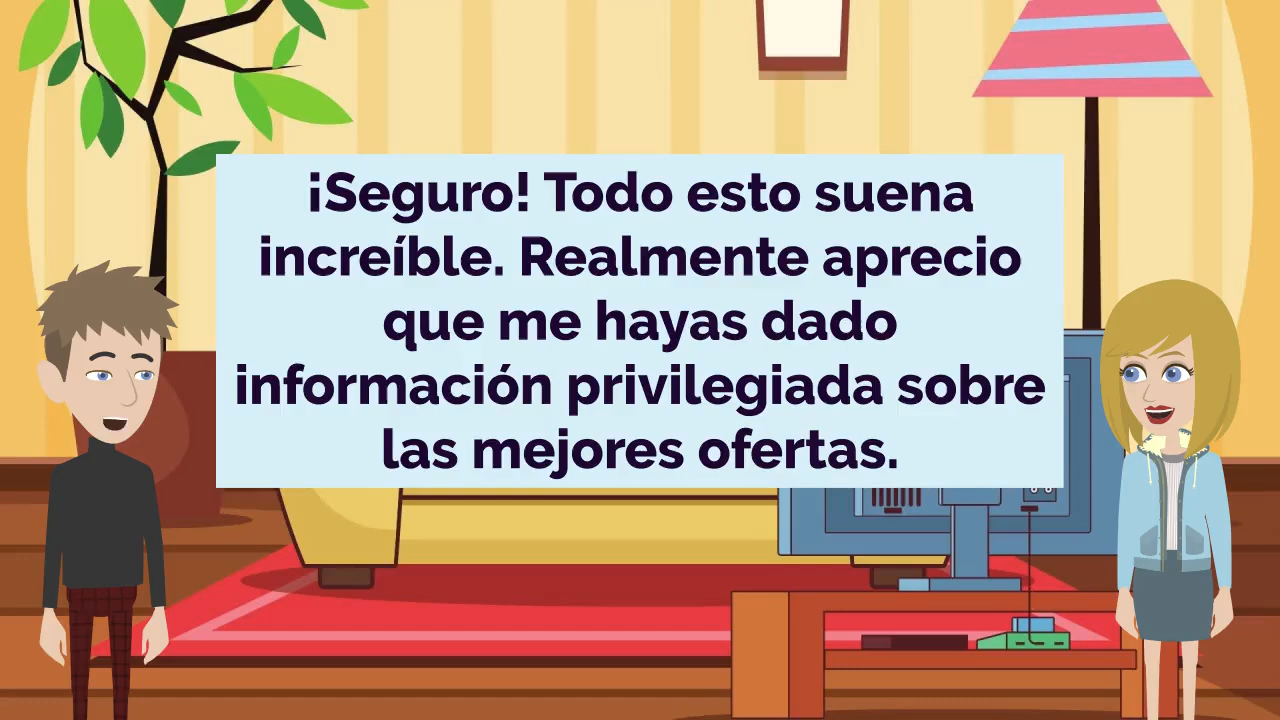 ¡Seguro! Todo esto suena
increíble. Realmente aprecio
que me hayas dado
información privilegiada sobre
las mejores ofertas.